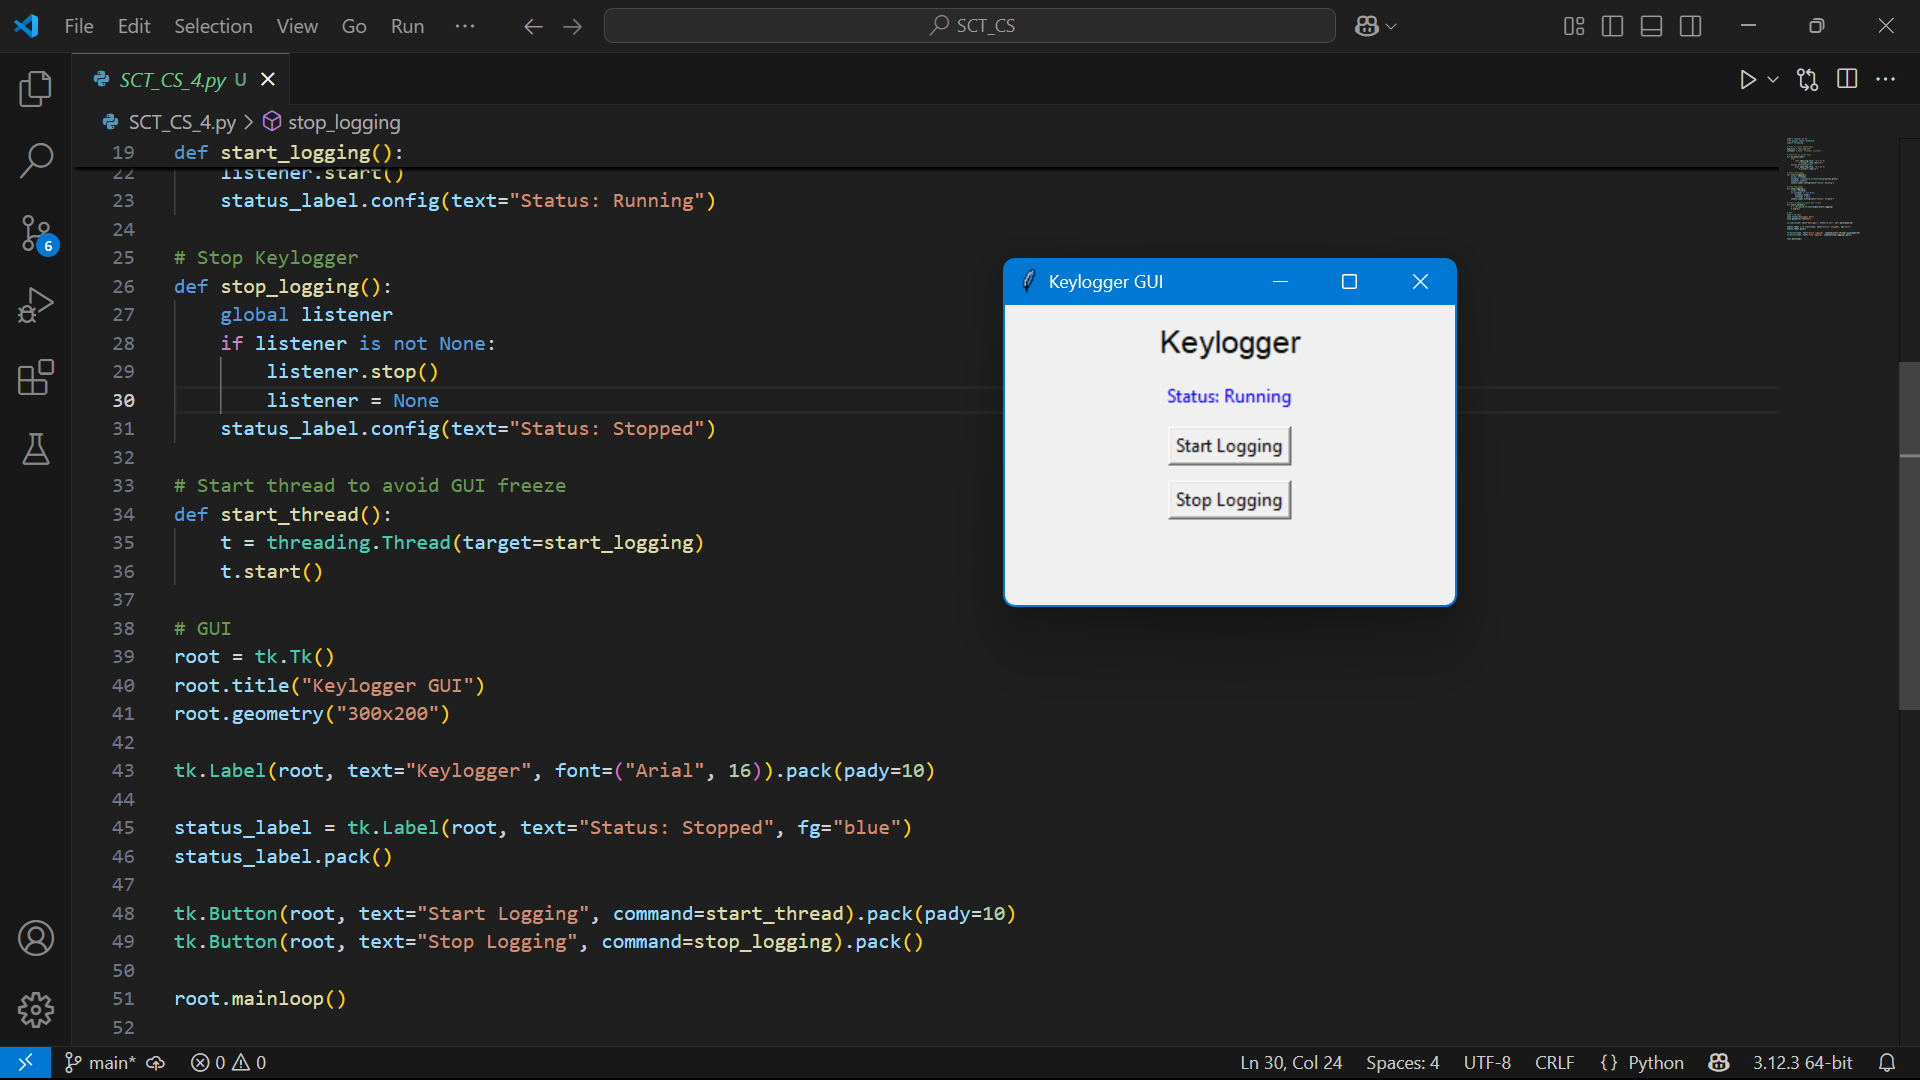 File Edit Selection View Go Run ··· SCT_CS
SCT_CS_4.py U
SCT_CS_4.py > stop_logging
19 def start_logging():
22 listener.start()
23 status_label.config(text="Status: Running")
24
25 # Stop Keylogger
26 def stop_logging():
27 global listener
28 if listener is not None:
29 listener.stop()
30 listener = None
31 status_label.config(text="Status: Stopped")
32
33 # Start thread to avoid GUI freeze
34 def start_thread():
35 t = threading.Thread(target=start_logging)
36 t.start()
37
38 # GUI
39 root = tk.Tk()
40 root.title("Keylogger GUI")
41 root.geometry("300x200")
42
43 tk.Label(root, text="Keylogger", font=("Arial", 16)).pack(pady=10)
44
45 status_label = tk.Label(root, text="Status: Stopped", fg="blue")
46 status_label.pack()
47
48 tk.Button(root, text="Start Logging", command=start_thread).pack(pady=10)
49 tk.Button(root, text="Stop Logging", command=stop_logging).pack()
50
51 root.mainloop()
52
6
Keylogger GUI
Keylogger
Status: Running
Start Logging
Stop Logging
main* 0 0 Ln 30, Col 24 Spaces: 4 UTF-8 CRLF {} Python 3.12.3 64-bit